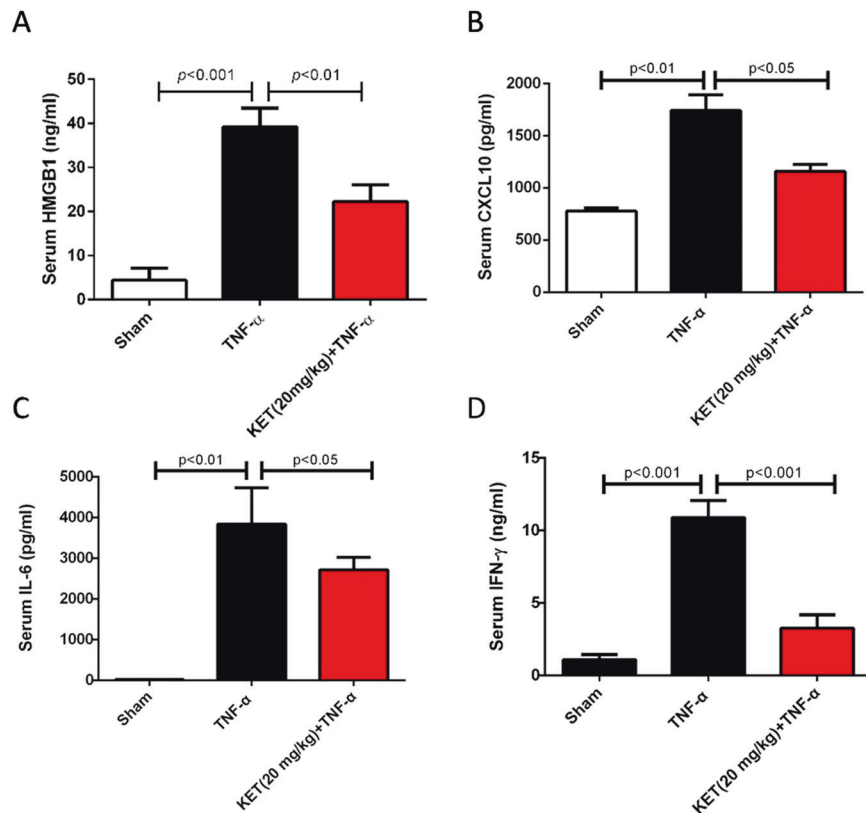 A
p<0.001
p<0.01
Serum HMGB1 (ng/ml)
50
40
30
20
10
0
Sham
TNF-α
KET(20mg/kg)+TNF-α
B
p<0.01
p<0.05
Serum CXCL10 (pg/ml)
2000
1500
1000
500
0
Sham
TNF-α
KET(20 mg/kg)+TNF-α
C
p<0.01
p<0.05
Serum IL-6 (pg/ml)
5000
4000
3000
2000
1000
0
Sham
TNF-α
KET(20 mg/kg)+TNF-α
D
p<0.001
p<0.001
Serum IFN-γ (ng/ml)
15
10
5
0
Sham
TNF-α
KET(20 mg/kg)+TNF-α